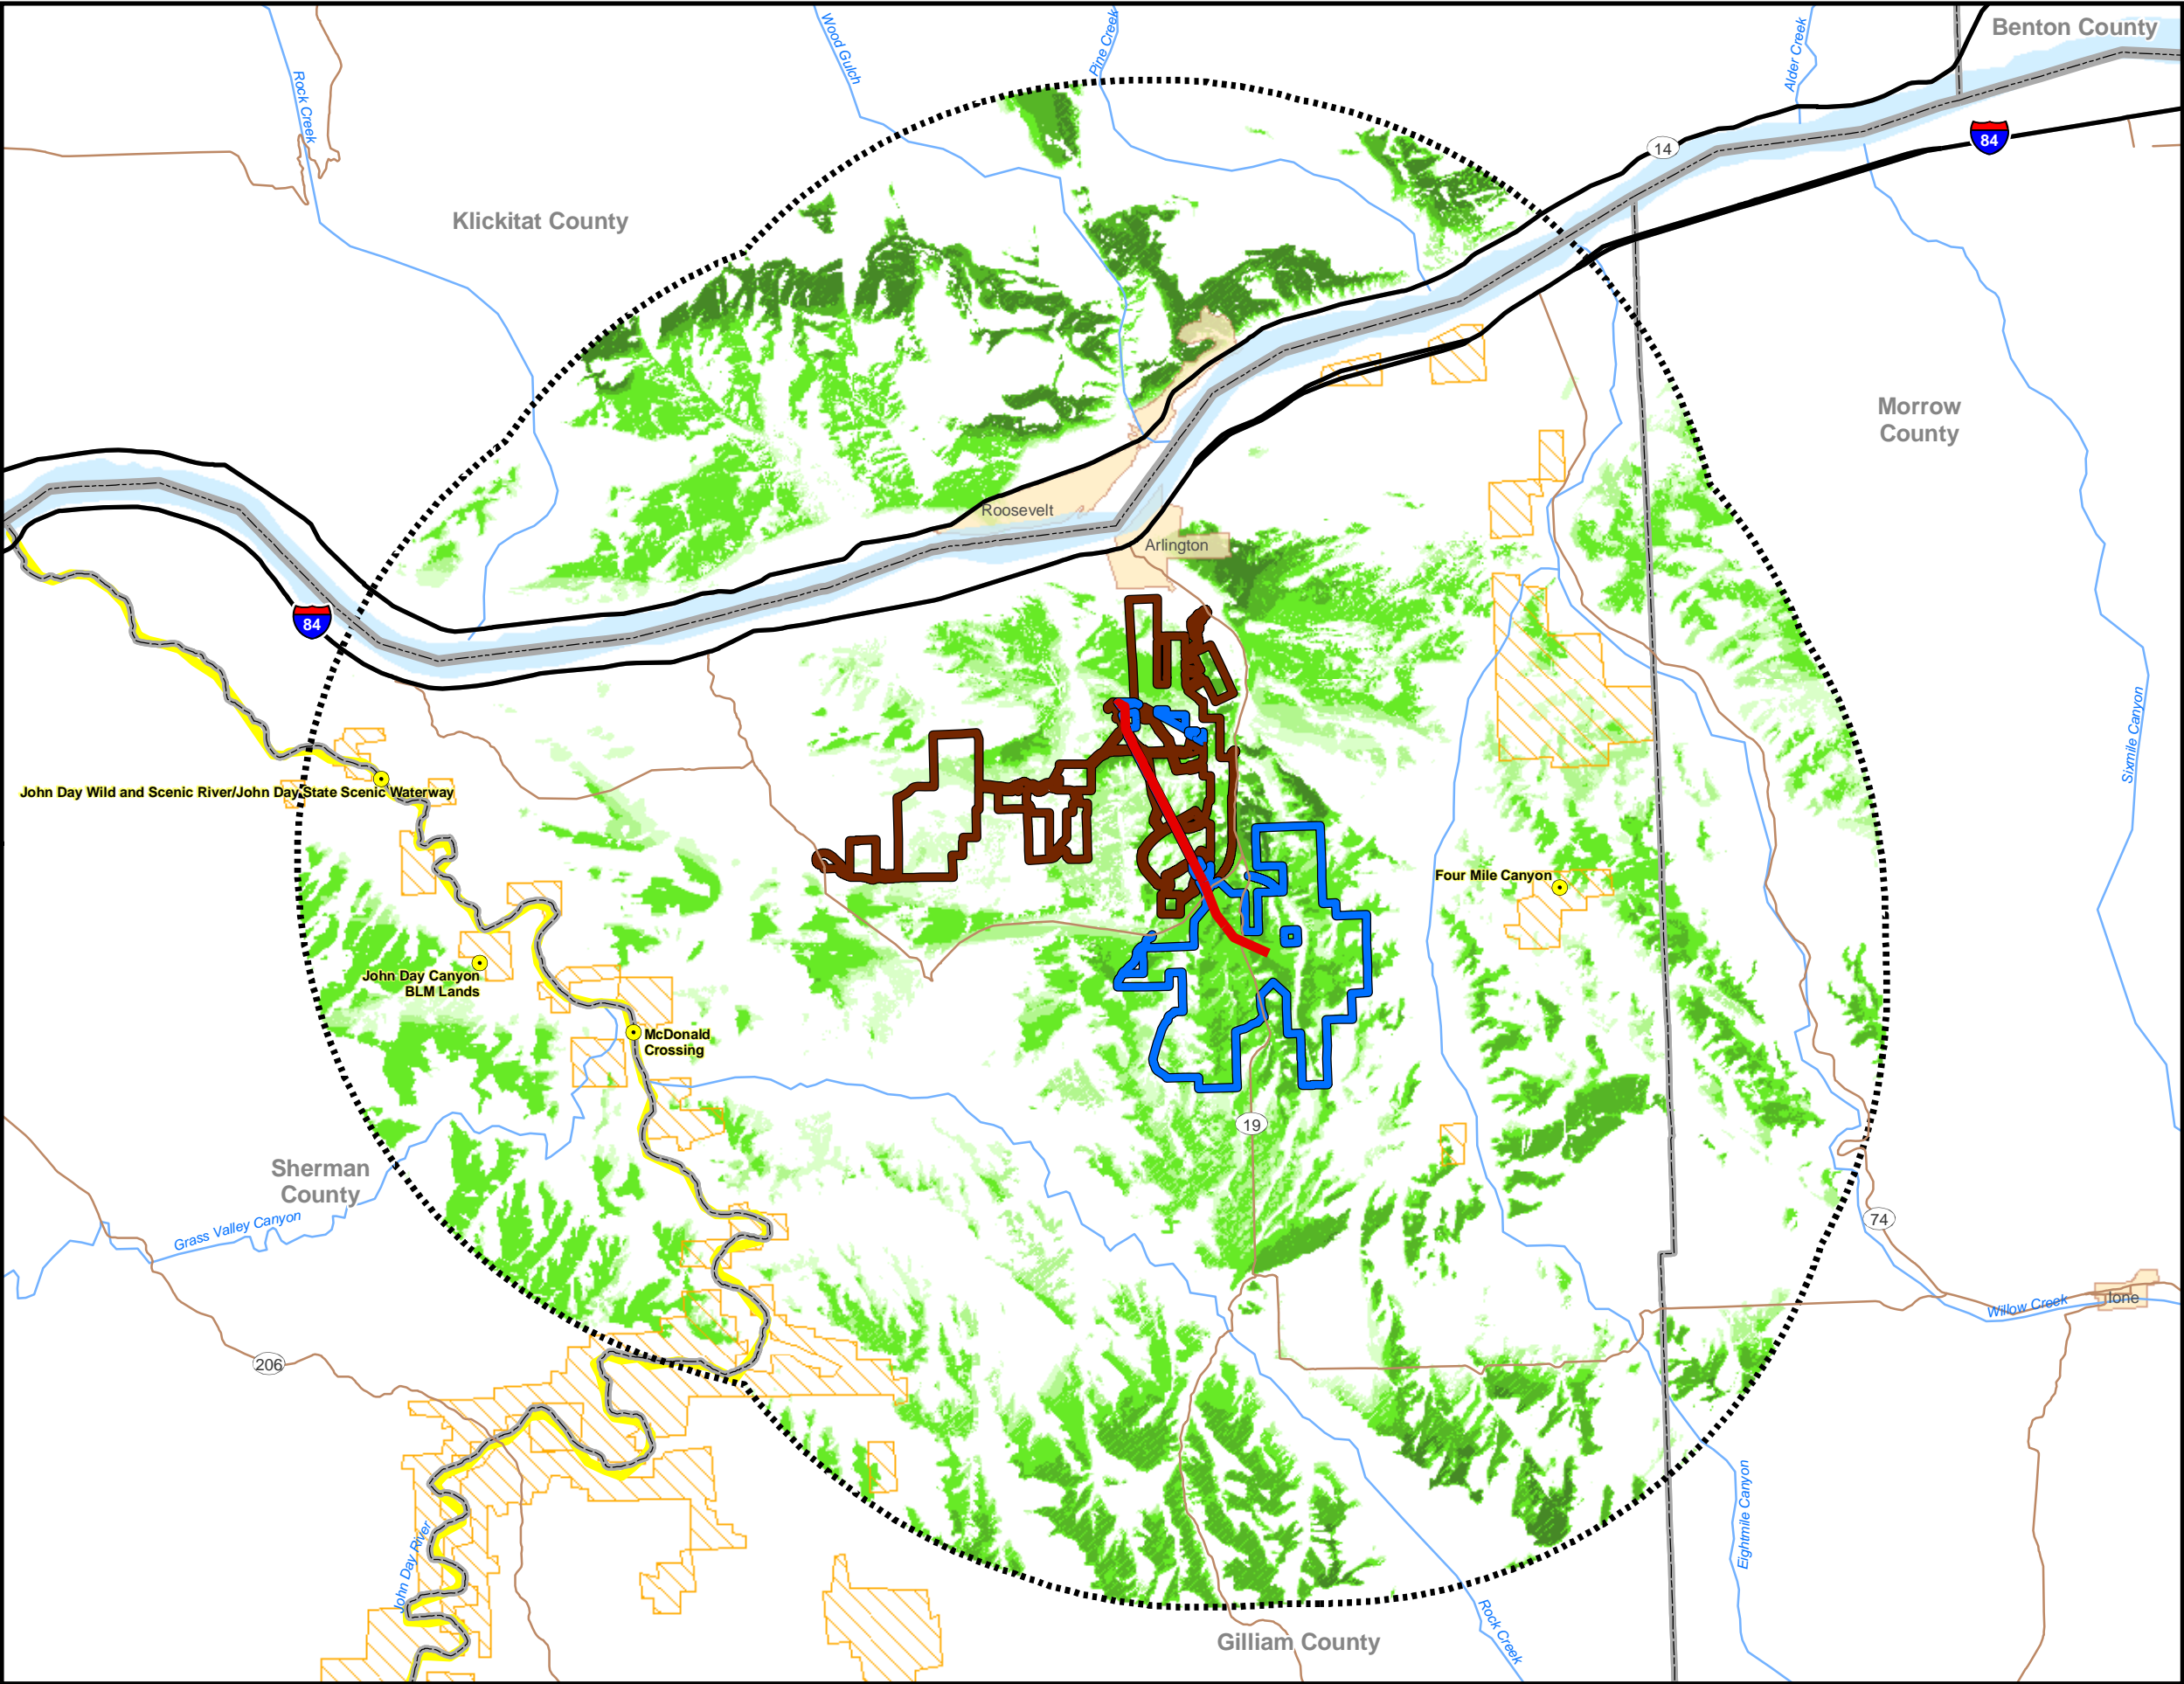 Benton County
Wood Gulch
Pine Creek
Alder Creek
Rock Creek
14
84
Klickitat County
Morrow
County
Roosevelt
Arlington
84
Sixmile Canyon
John Day Wild and Scenic River/John Day State Scenic Waterway
Four Mile Canyon
John Day Canyon
BLM Lands
McDonald
Crossing
19
Sherman
County
Grass Valley Canyon
74
Willow Creek
Ione
206
Eightmile Canyon
John Day River
Rock Creek
Gilliam County